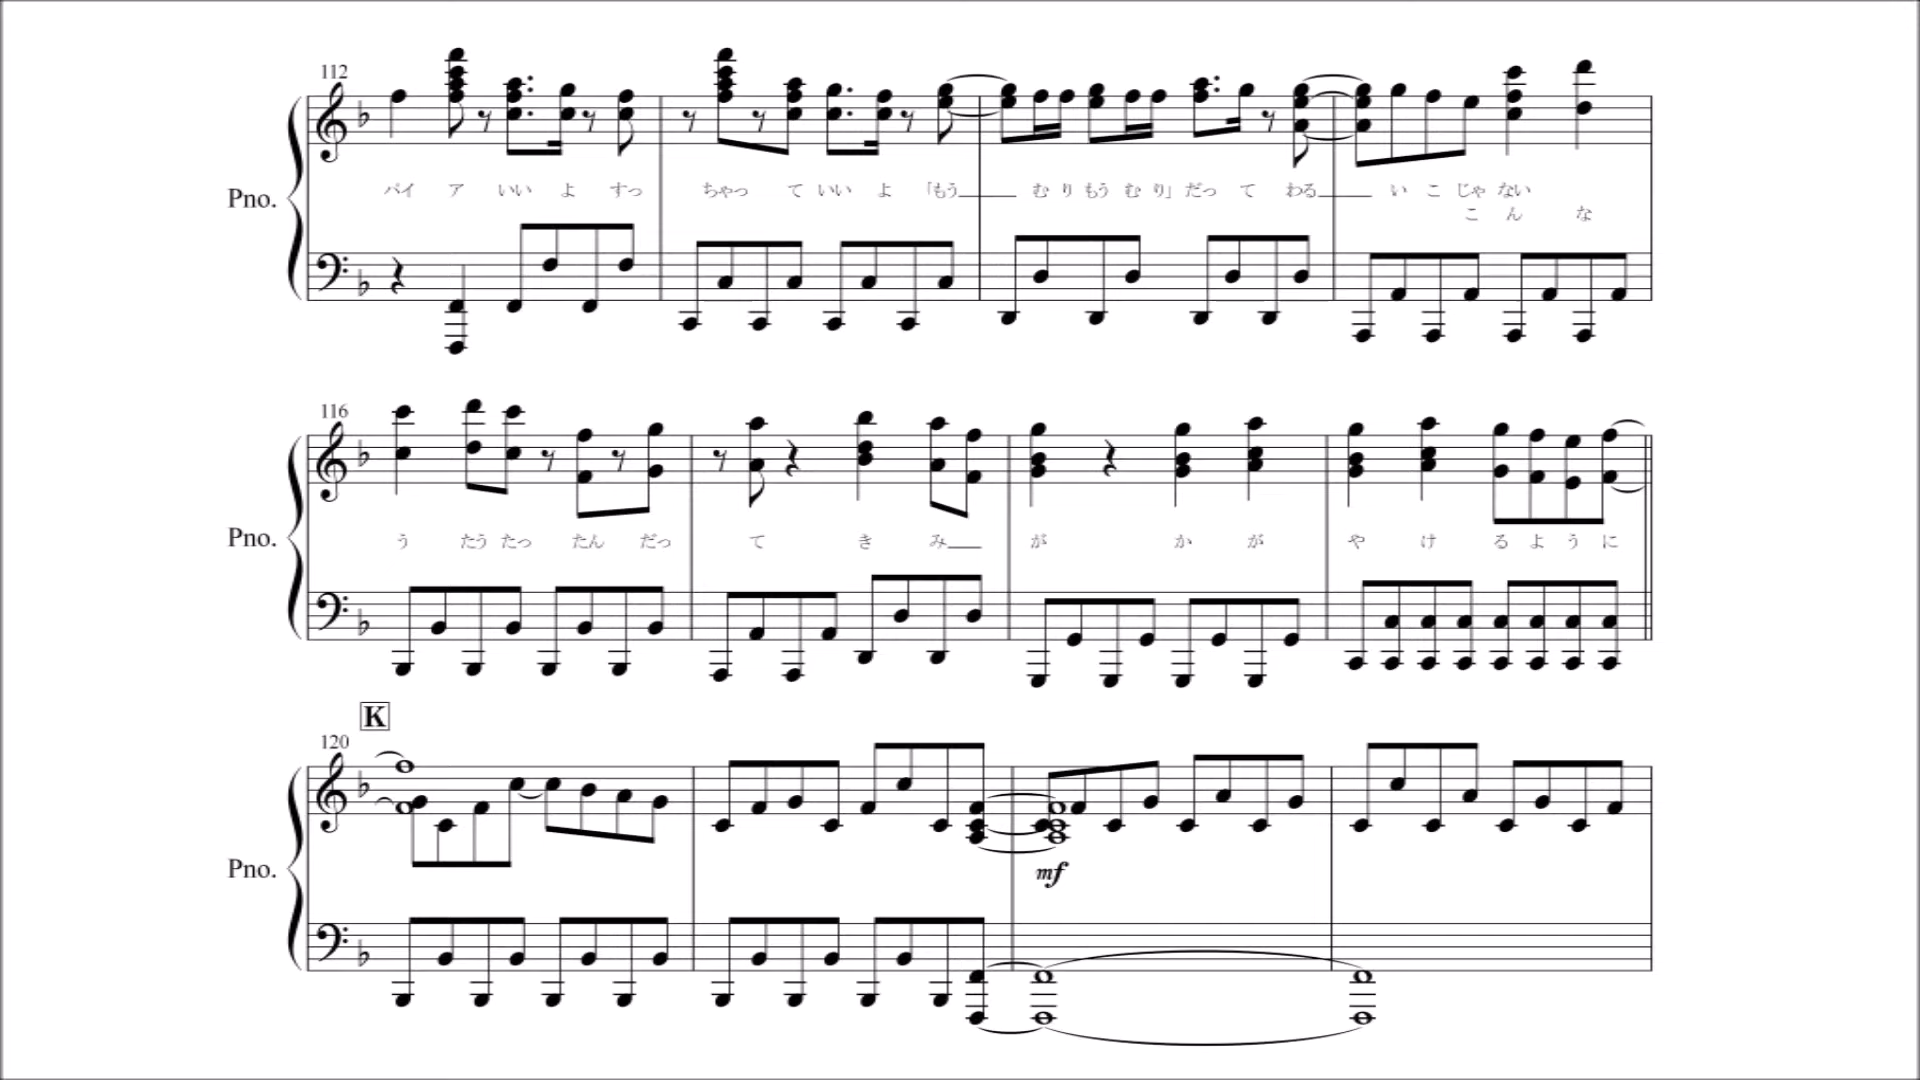 112
Pno.
パイ ア いい よ すっ ちゃっ て いい よ 「もう むり もう むり」 だっ て わる い こ じゃ ない
こ ん な
116
Pno.
う たう たっ たん だっ て き み が か が や け る よ う に
K
120
Pno.
mf